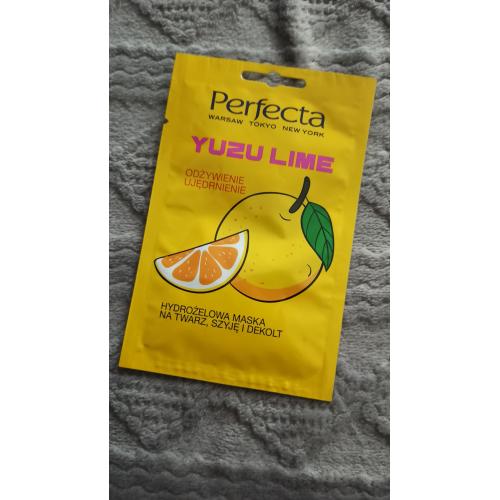 Perfecta
WARSAW TOKYO NEW YORK
YUZU LIME
ODŻYWIENIE
UJĘDRNIENIE
HYDROŻELOWA MASKA
NA TWARZ, SZYJĘ I DEKOLT